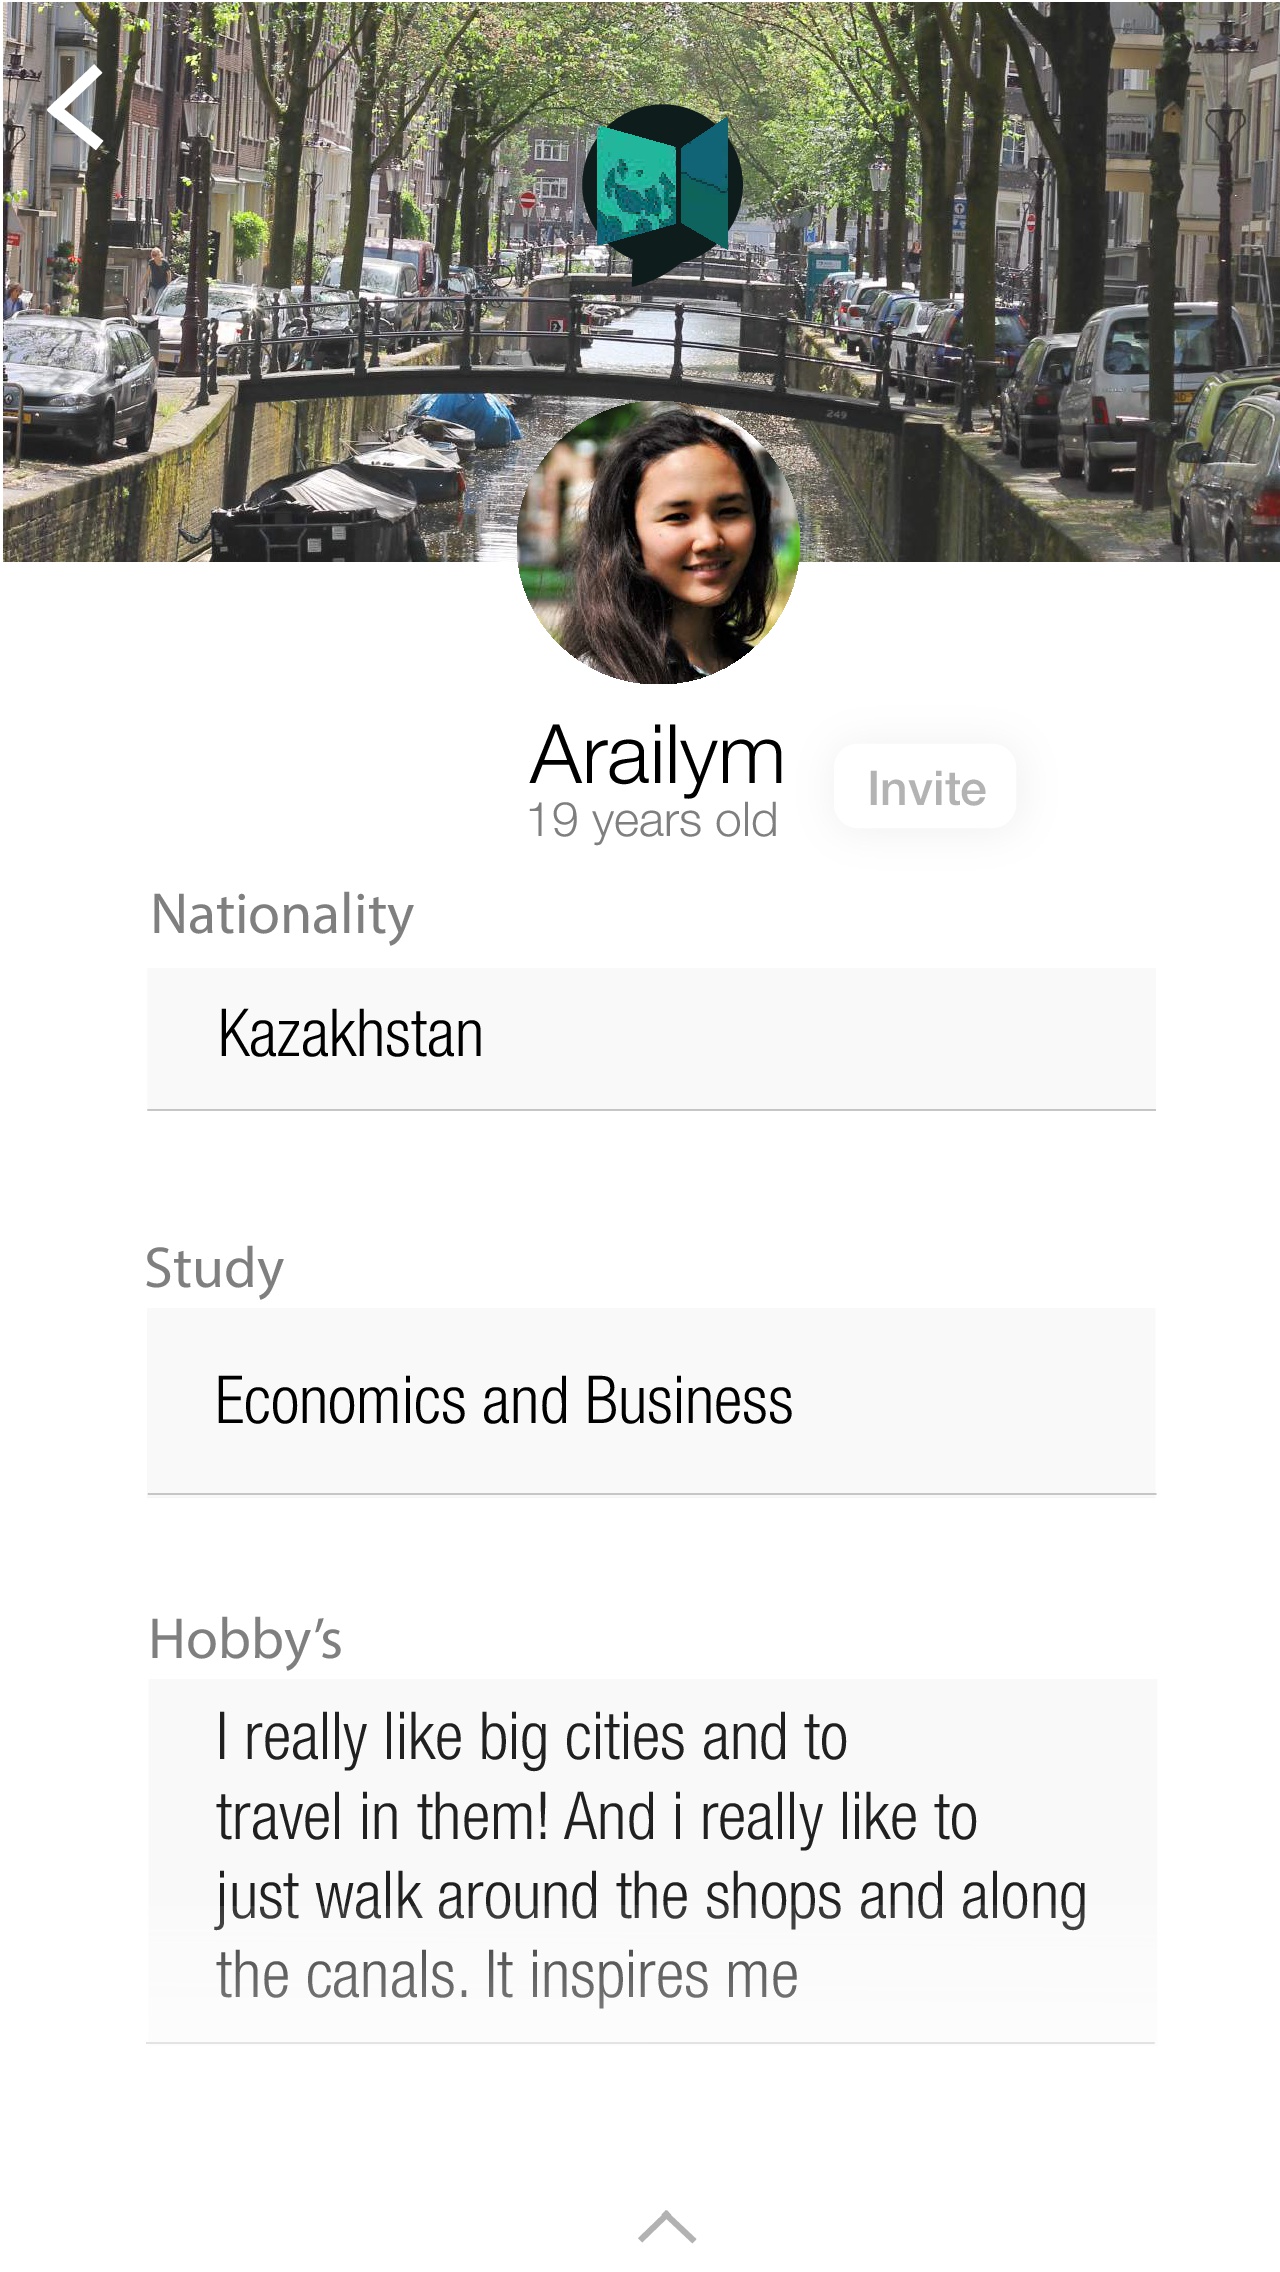 249
Arailym
Invite
19 years old
Nationality
Kazakhstan
Study
Economics and Business
Hobby’s
I really like big cities and to
travel in them! And i really like to
just walk around the shops and along
the canals. It inspires me